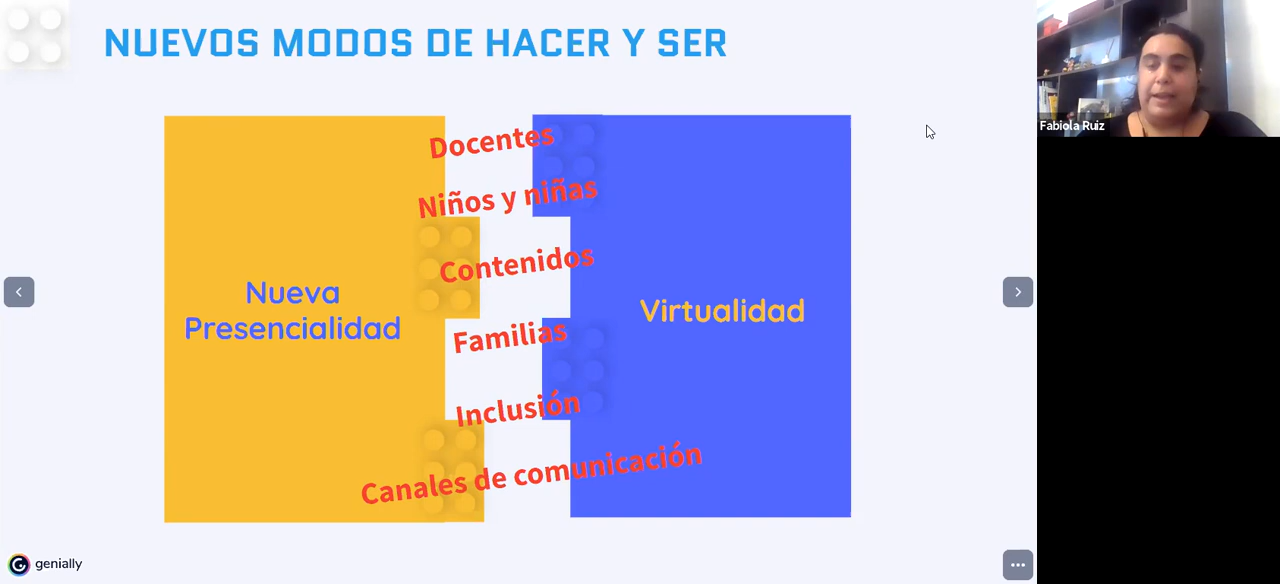 NUEVOS MODOS DE HACER Y SER
Fabiola Ruiz
Docentes
Niños y niñas
Contenidos
Nueva
Presencialidad
Virtualidad
Familias
Inclusión
Canales de comunicación
genially